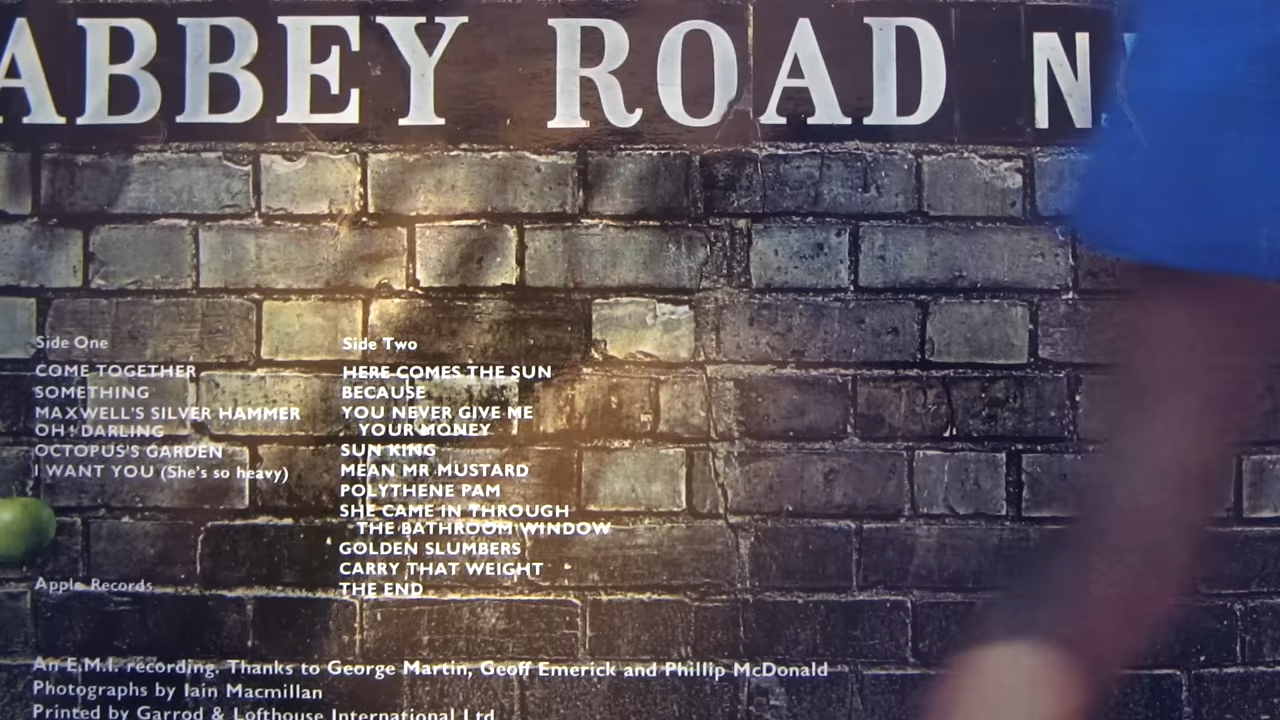 ABBEY ROAD N
Side One
COME TOGETHER
SOMETHING
MAXWELL'S SILVER HAMMER
OH! DARLING
OCTOPUS'S GARDEN
I WANT YOU (She's so heavy)
Apple Records
Side Two
HERE COMES THE SUN
BECAUSE
YOU NEVER GIVE ME
YOUR MONEY
SUN KING
MEAN MR MUSTARD
POLYTHENE PAM
SHE CAME IN THROUGH
THE BATHROOM WINDOW
GOLDEN SLUMBERS
CARRY THAT WEIGHT
THE END
An E.M.I. recording. Thanks to George Martin, Geoff Emerick and Phillip McDonald
Photographs by Iain Macmillan
Printed by Garrod & Lofthouse International Ltd